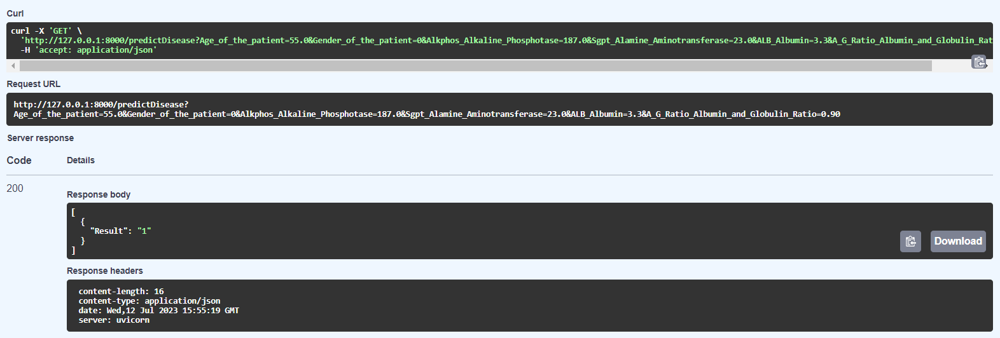 Curl
curl -X 'GET' \
'http://127.0.0.1:8000/predictDisease?Age_of_the_patient=55.0&Gender_of_the_patient=0&Alkphos_Alkaline_Phosphotase=187.0&Sgpt_Alamine_Aminotransferase=23.0&ALB_Albumin=3.3&A_G_Ratio_Albumin_and_Globulin_Rat
-H 'accept: application/json'
Request URL
http://127.0.0.1:8000/predictDisease?
Age_of_the_patient=55.0&Gender_of_the_patient=0&Alkphos_Alkaline_Phosphotase=187.0&Sgpt_Alamine_Aminotransferase=23.0&ALB_Albumin=3.3&A_G_Ratio_Albumin_and_Globulin_Ratio=0.90
Server response
Code Details
200
Response body
[
{
"Result": "1"
}
]
Download
Response headers
content-length: 16
content-type: application/json
date: Wed,12 Jul 2023 15:55:19 GMT
server: uvicorn